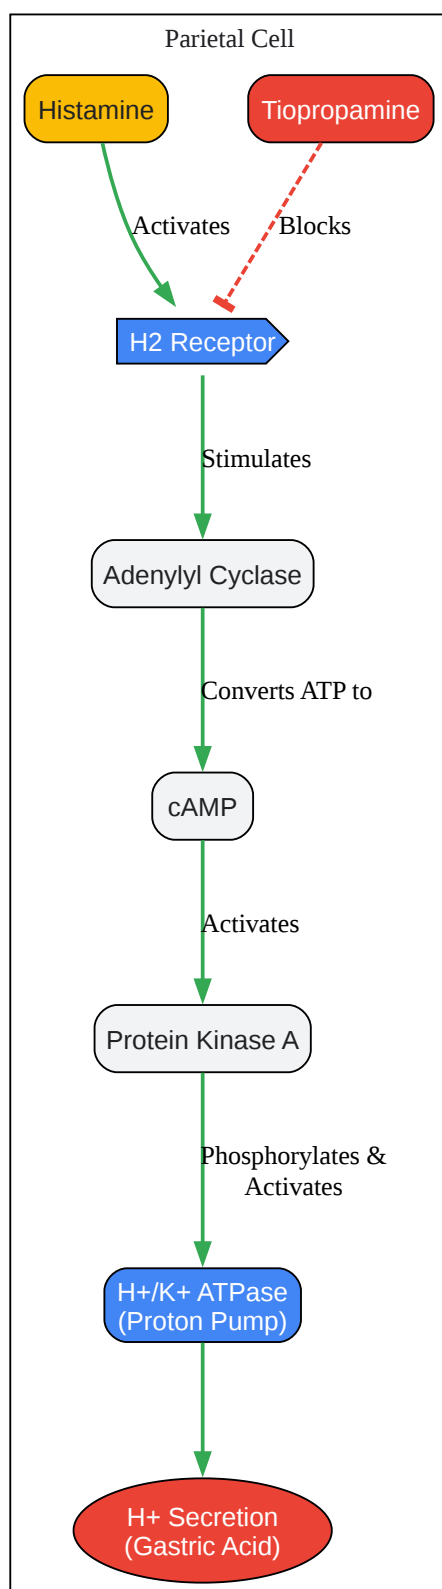 Parietal Cell
Histamine
Tiopropamine
Activates
Blocks
H2 Receptor
Stimulates
Adenylyl Cyclase
Converts ATP to
cAMP
Activates
Protein Kinase A
Phosphorylates &
Activates
H+/K+ ATPase
(Proton Pump)
H+ Secretion
(Gastric Acid)